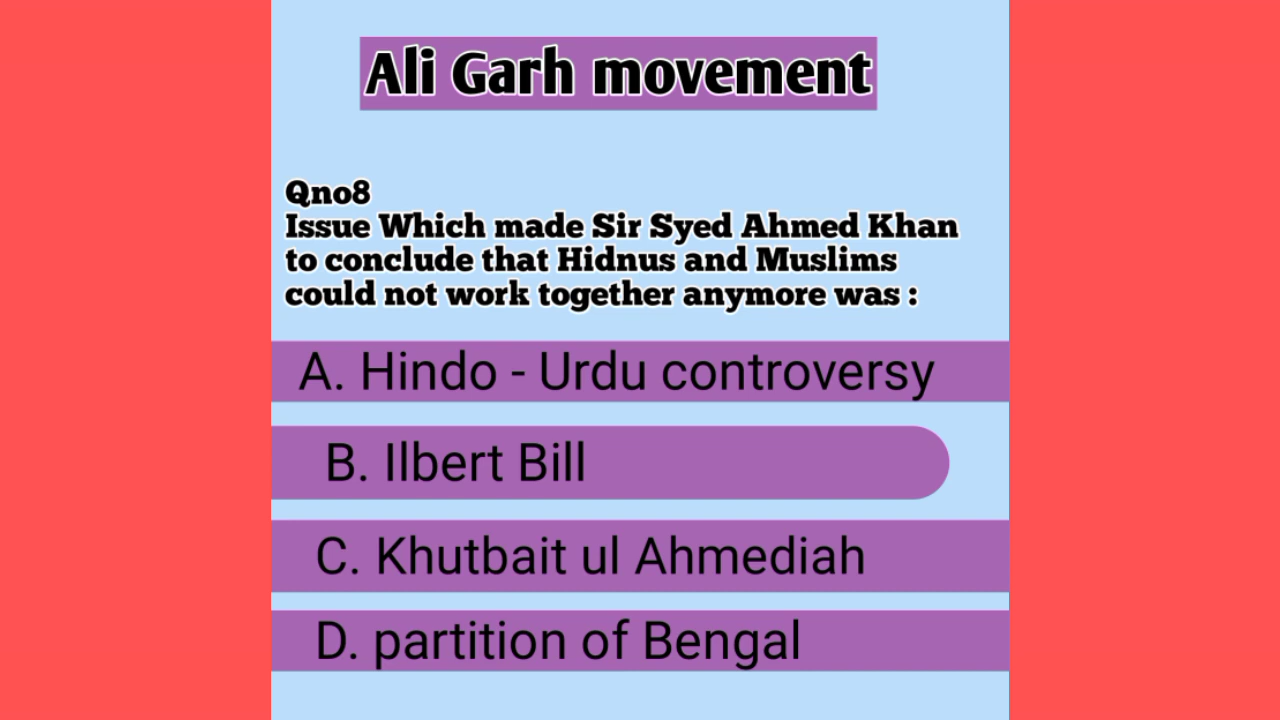 Ali Garh movement
Qno8
Issue Which made Sir Syed Ahmed Khan
to conclude that Hidnus and Muslims
could not work together anymore was :
A. Hindo - Urdu controversy
B. Ilbert Bill
C. Khutbait ul Ahmediah
D. partition of Bengal